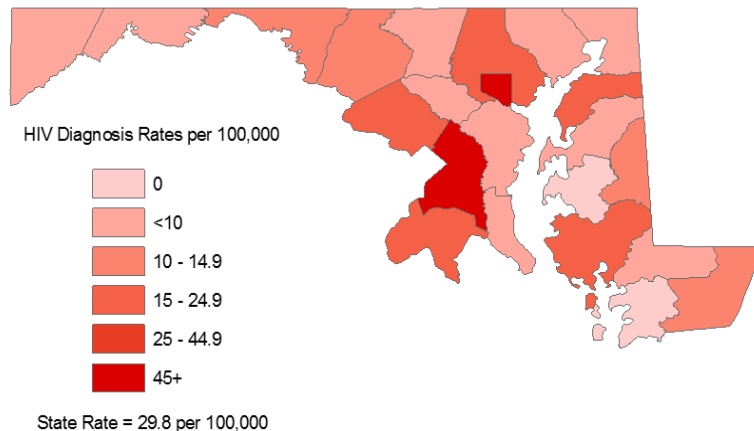 HIV Diagnosis Rates per 100,000
0
<10
10 - 14.9
15 - 24.9
25 - 44.9
45+
State Rate = 29.8 per 100,000